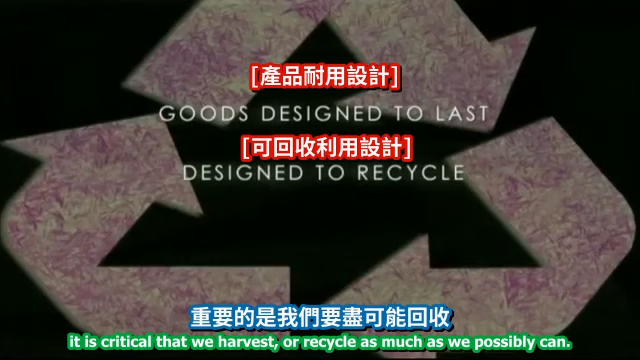 [產品耐用設計]
GOODS DESIGNED TO LAST
[可回收利用設計]
DESIGNED TO RECYCLE
重要的是我們要盡可能回收
it is critical that we harvest, or recycle as much as we possibly can.